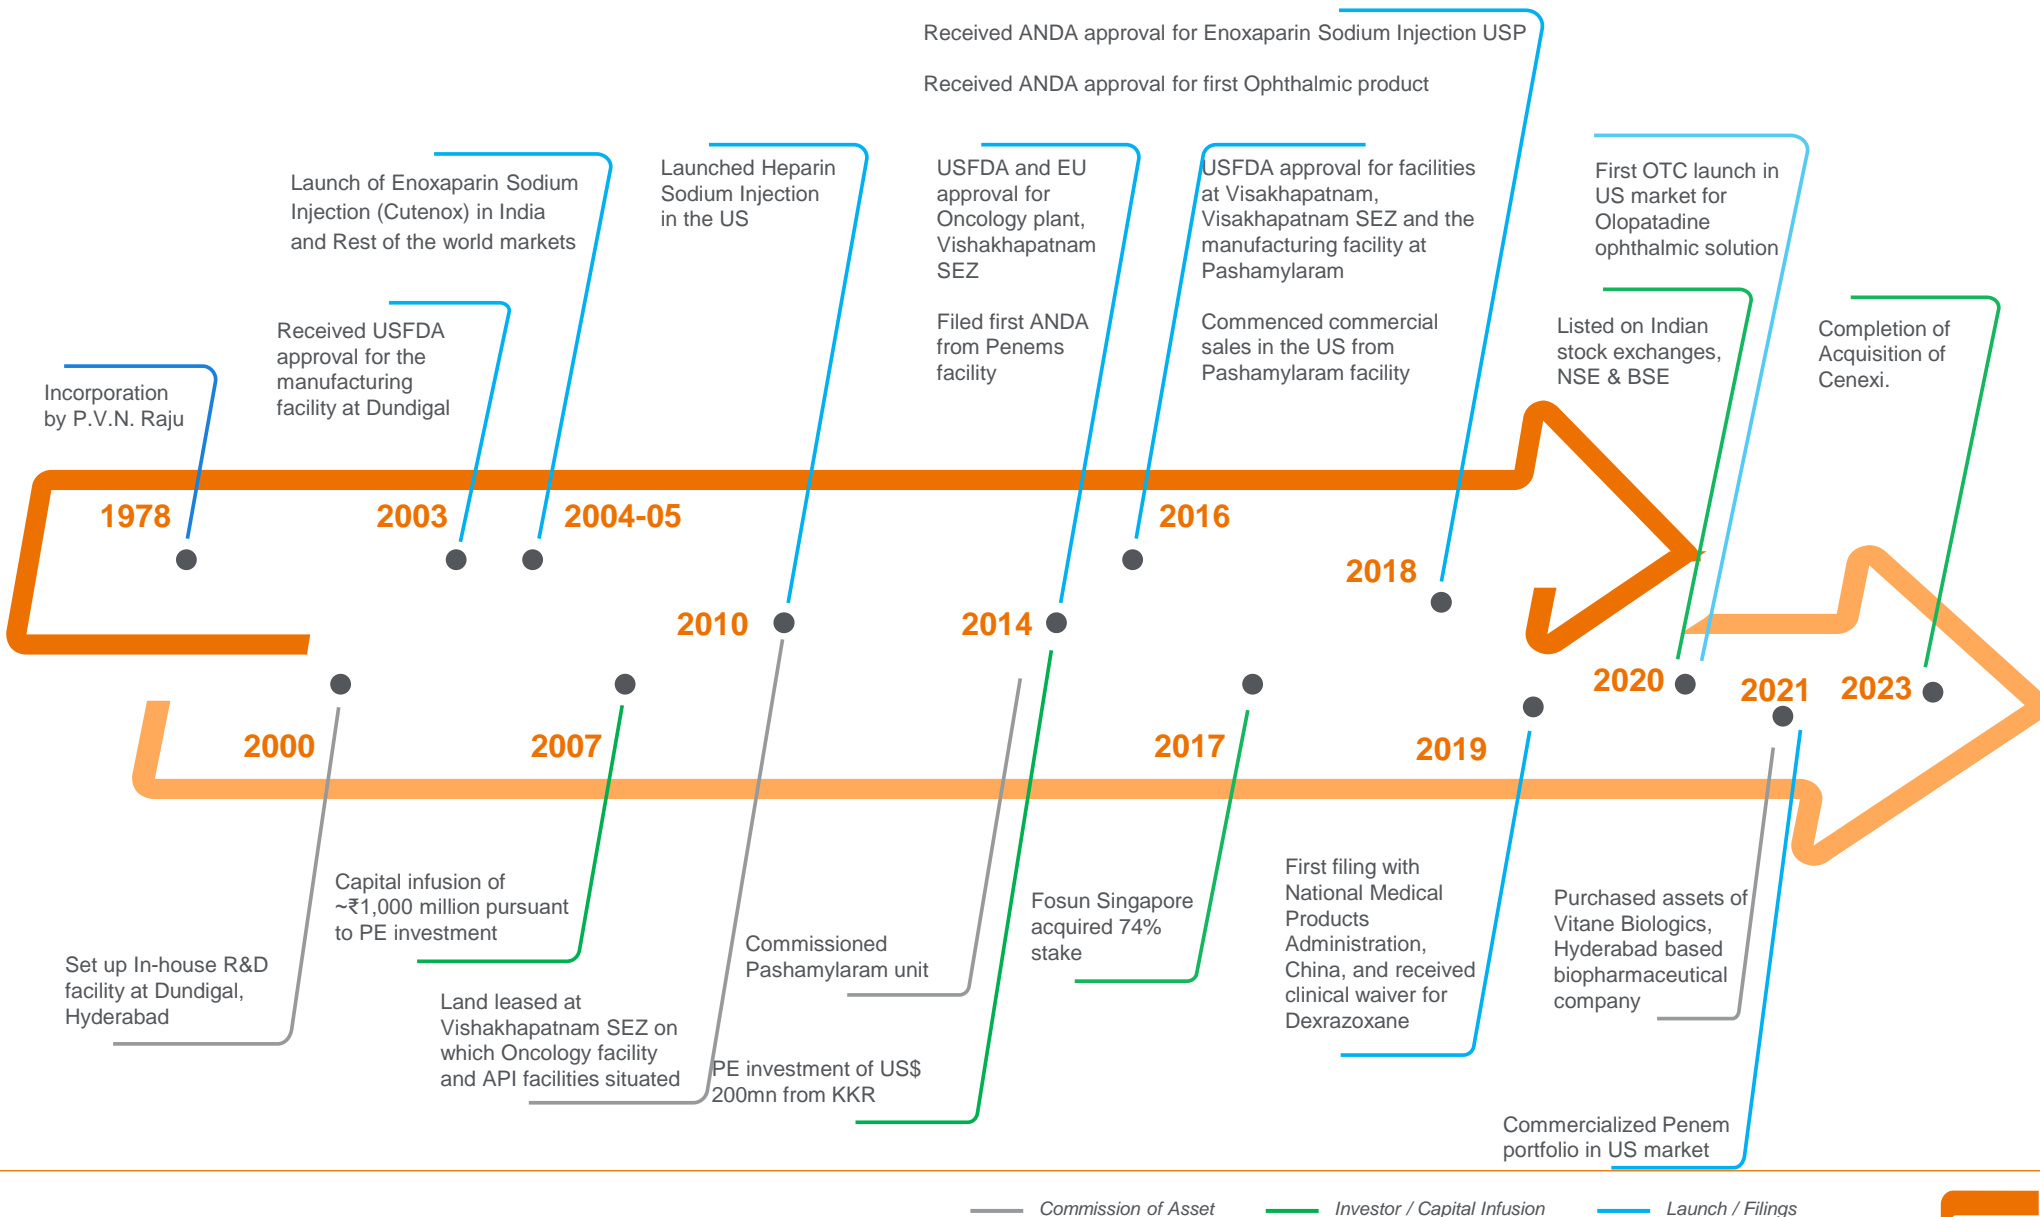 Received ANDA approval for Enoxaparin Sodium Injection USP
Received ANDA approval for first Ophthalmic product
Launch of Enoxaparin Sodium
Injection (Cutenox) in India
and Rest of the world markets
Launched Heparin
Sodium Injection
in the US
USFDA and EU
approval for
Oncology plant,
Vishakhapatnam
SEZ
Filed first ANDA
from Penems
facility
USFDA approval for facilities
at Visakhapatnam,
Visakhapatnam SEZ and the
manufacturing facility at
Pashamylaram
Commenced commercial
sales in the US from
Pashamylaram facility
First OTC launch in
US market for
Olopatadine
ophthalmic solution
Received USFDA
approval for the
manufacturing
facility at Dundigal
Listed on Indian
stock exchanges,
NSE & BSE
Completion of
Acquisition of
Cenexi.
Incorporation
by P.V.N. Raju
1978
2003
2004-05
2016
2018
2010
2014
2020
2021
2023
2000
2007
2017
2019
Capital infusion of
~₹1,000 million pursuant
to PE investment
Set up In-house R&D
facility at Dundigal,
Hyderabad
Land leased at
Vishakhapatnam SEZ on
which Oncology facility
and API facilities situated
Commissioned
Pashamylaram unit
PE investment of US$
200mn from KKR
Fosun Singapore
acquired 74%
stake
First filing with
National Medical
Products
Administration,
China, and received
clinical waiver for
Dexrazoxane
Purchased assets of
Vitane Biologics,
Hyderabad based
biopharmaceutical
company
Commercialized Penem
portfolio in US market
Commission of Asset
Investor / Capital Infusion
Launch / Filings